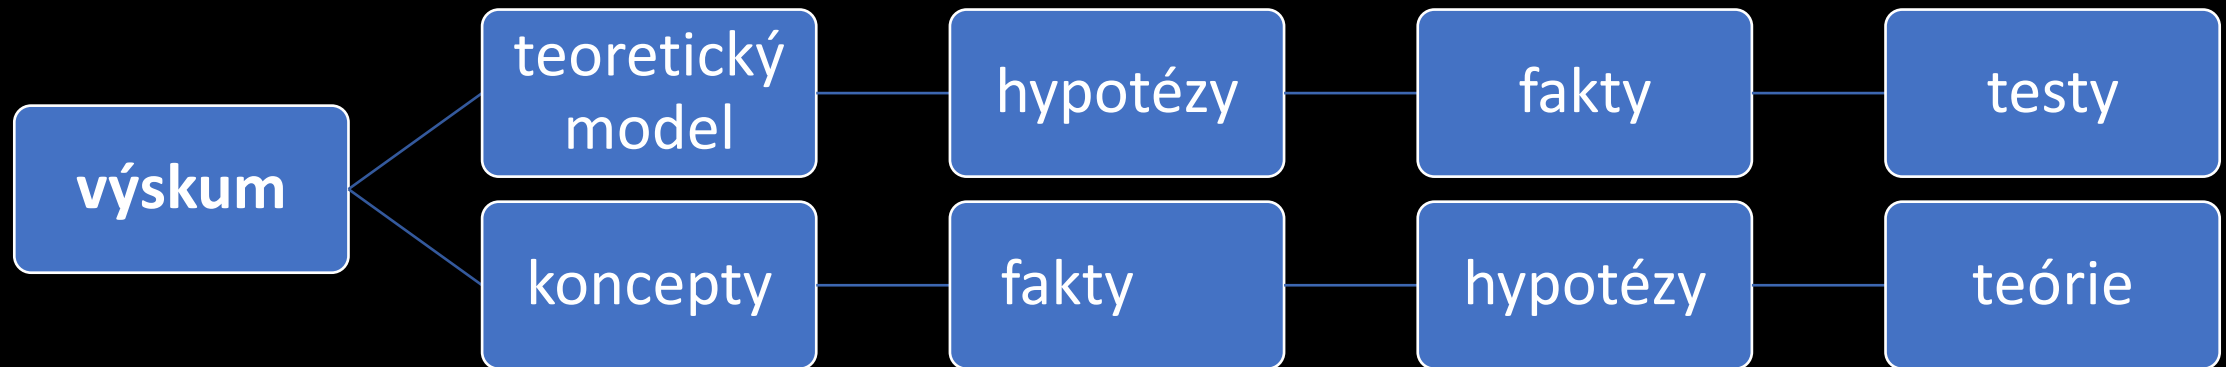 výskum
teoretický
model
hypotézy
fakty
testy
koncepty
fakty
hypotézy
teórie